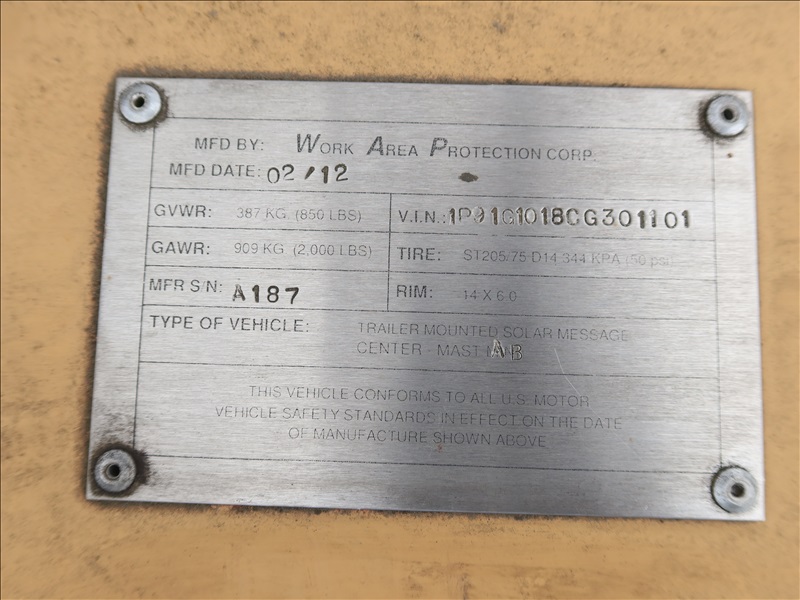 MFD BY: WORK AREA PROTECTION CORP.
MFD DATE: 02/12
GVWR: 387 KG. (850 LBS)
V.I.N.: 1P91G1018CG301101
GAWR: 909 KG. (2,000 LBS)
TIRE: ST205/75 D14 344 KPA (50 psi)
MFR S/N: A187
RIM: 14 X 6.0
TYPE OF VEHICLE: TRAILER MOUNTED SOLAR MESSAGE
CENTER - MAST AB
THIS VEHICLE CONFORMS TO ALL U.S. MOTOR
VEHICLE SAFETY STANDARDS IN EFFECT ON THE DATE
OF MANUFACTURE SHOWN ABOVE